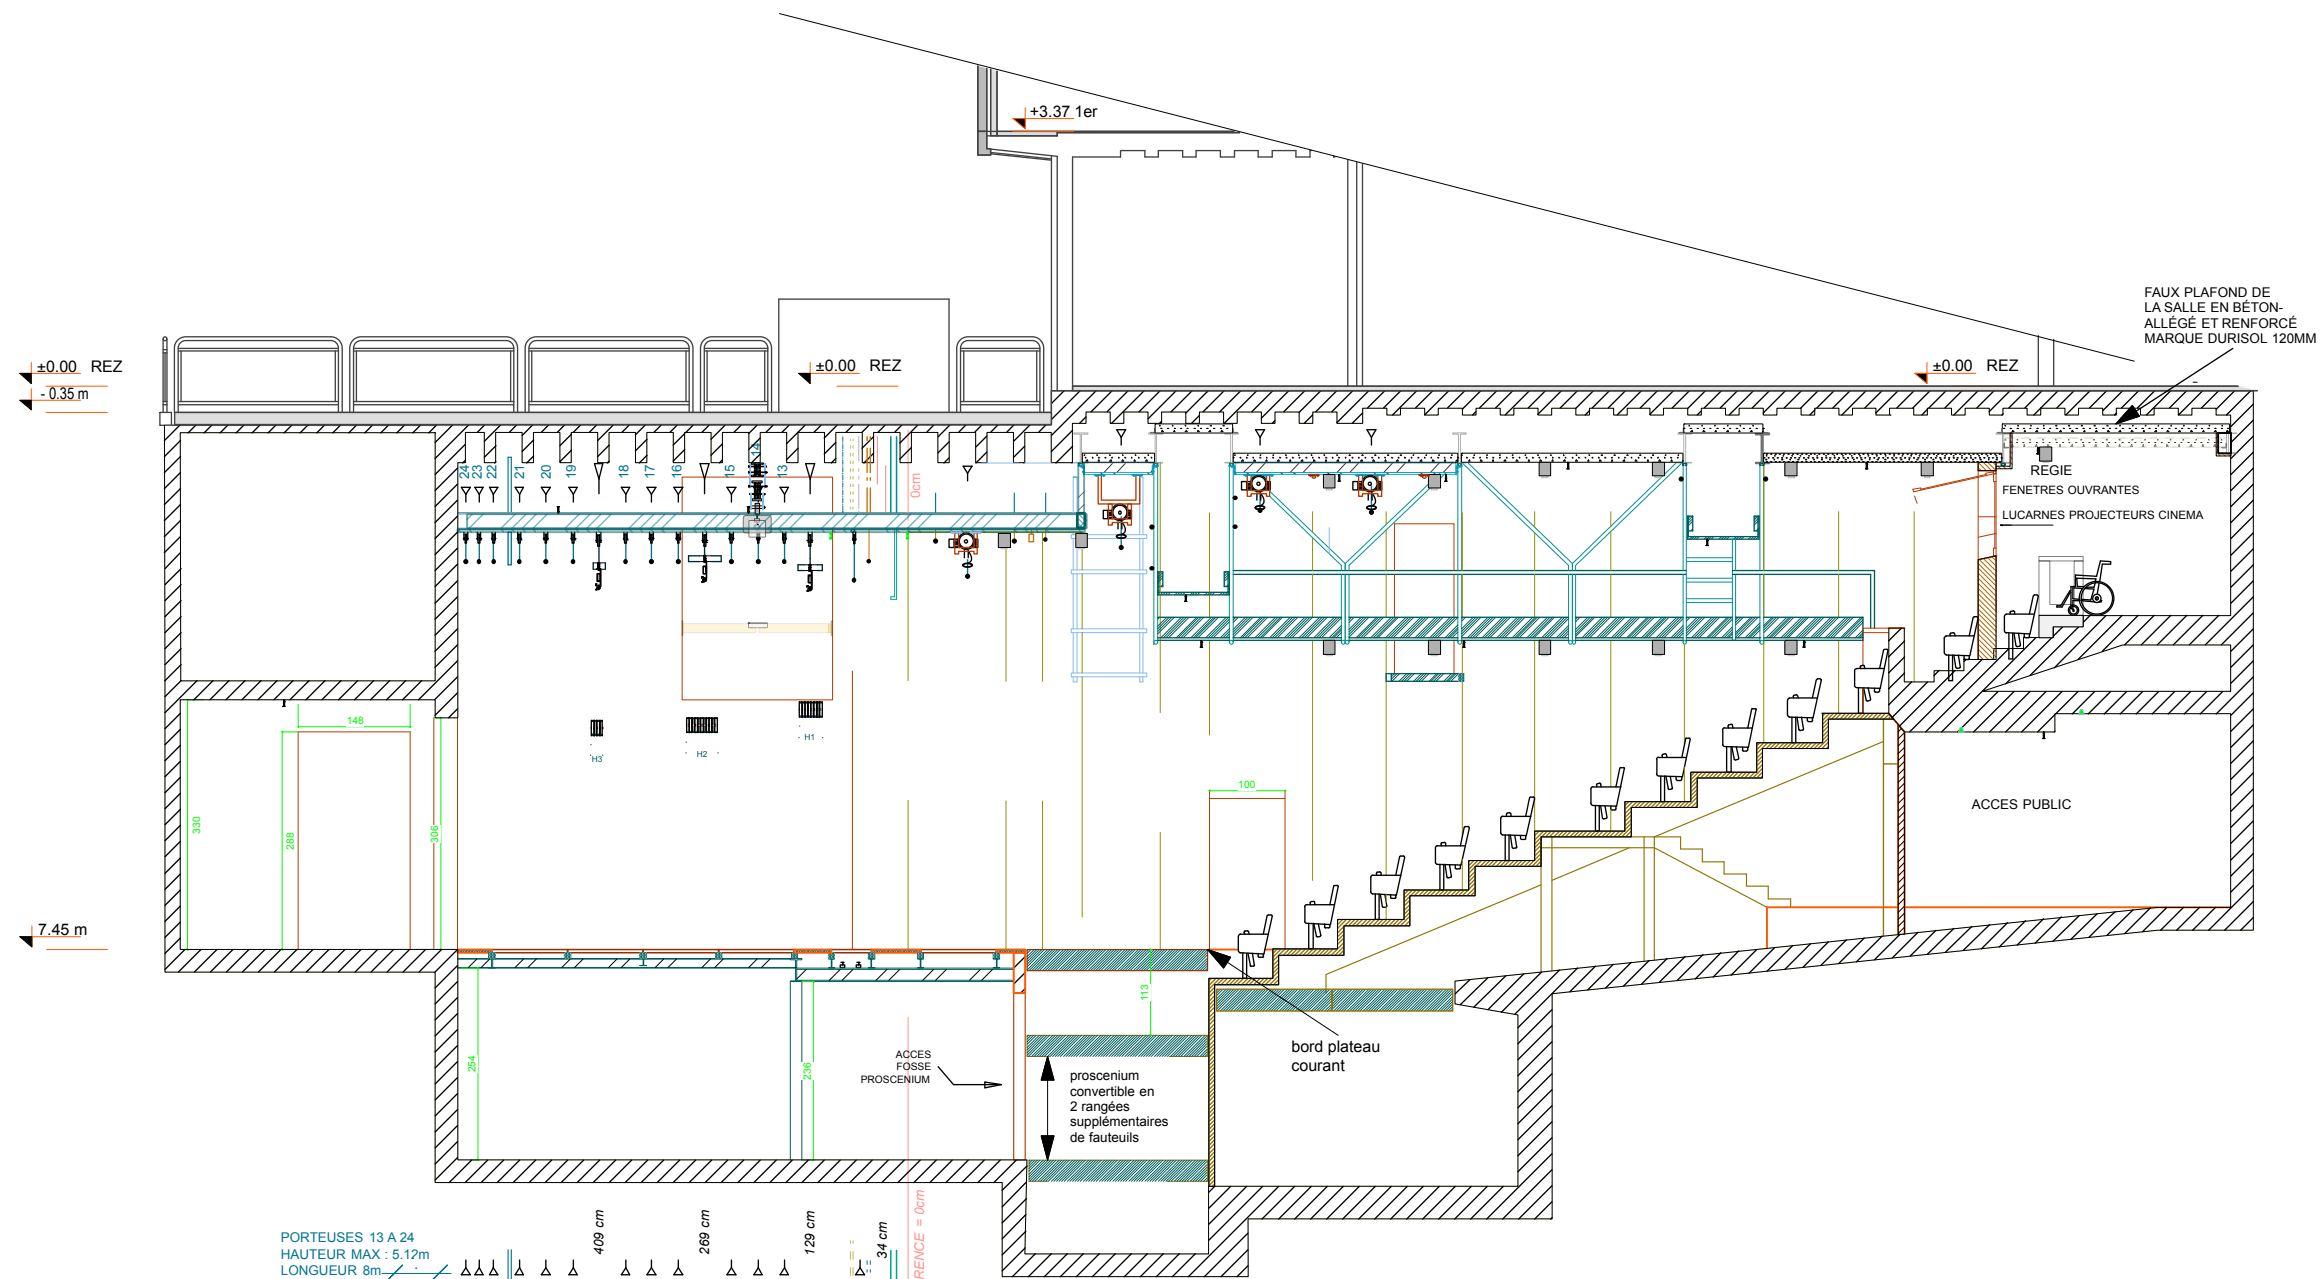 +3.37 1er
FAUX PLAFOND DE
LA SALLE EN BÉTON-
ALLÉGÉ ET RENFORCÉ
MARQUE DURISOL 120MM
±0.00 REZ
- 0.35 m
±0.00 REZ
±0.00 REZ
24
23
22
21
20
19
18
17
16
15
14
13
0cm
REGIE
FENETRES OUVRANTES
LUCARNES PROJECTEURS CINEMA
148
330
288
306
H3
H2
H1
100
ACCES PUBLIC
7.45 m
113
254
236
ACCES
FOSSE
PROSCENIUM
bord plateau
courant
proscenium
convertible en
2 rangées
supplémentaires
de fauteuils
PORTEUSES 13 A 24
HAUTEUR MAX : 5.12m
LONGUEUR 8m
409 cm
269 cm
129 cm
34 cm
RENCE = 0cm